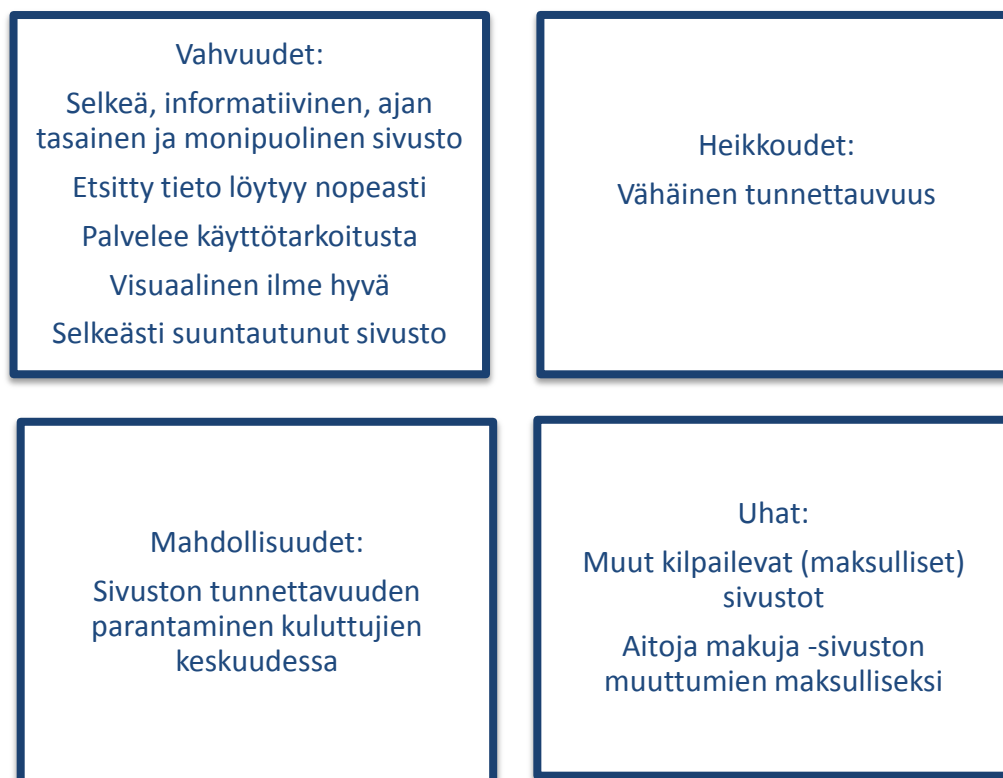 Vahvuudet:
Selkeä, informatiivinen, ajan
tasainen ja monipuolinen sivusto
Etsitty tieto löytyy nopeasti
Palvelee käyttötarkoitusta
Visuaalinen ilme hyvä
Selkeästi suuntautunut sivusto
Heikkoudet:
Vähäinen tunnettauvuus
Mahdollisuudet:
Sivuston tunnettavuuden
parantaminen kuluttujien
keskuudessa
Uhat:
Muut kilpailevat (maksulliset)
sivustot
Aitoja makuja -sivuston
muuttumien maksulliseksi